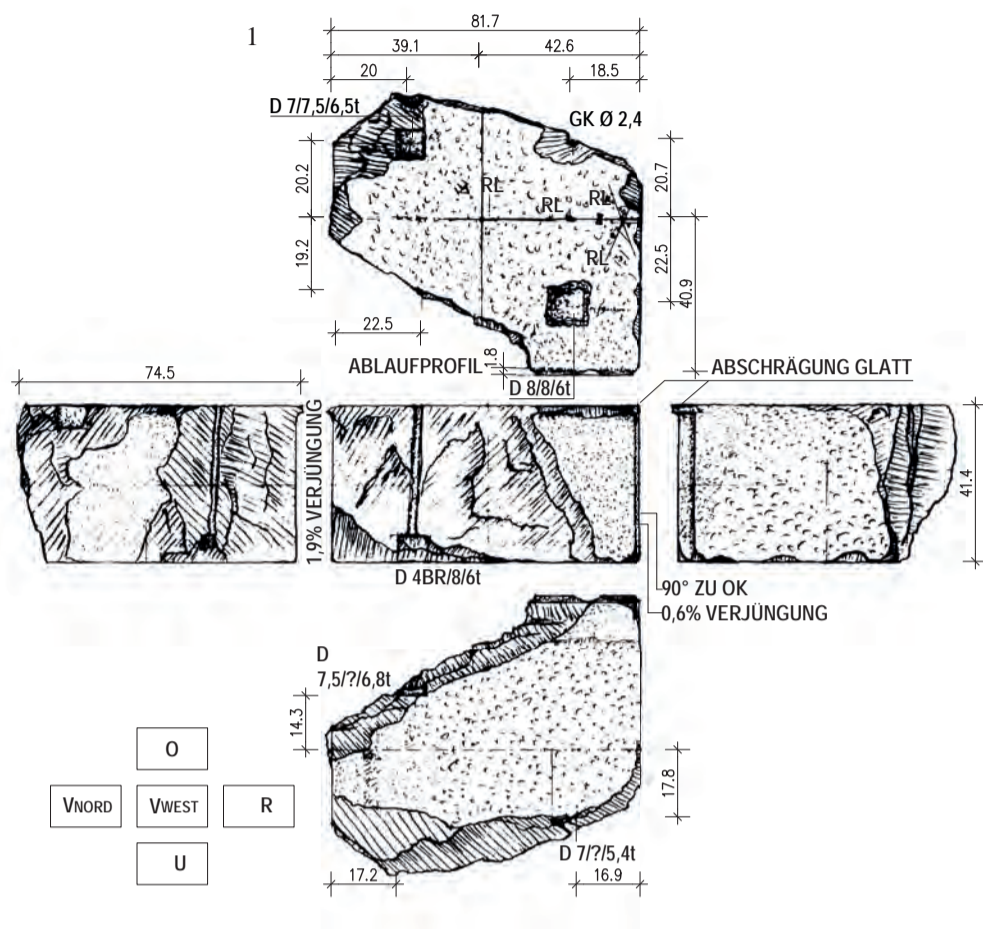 1
81.7
39.1 42.6
20 18.5
D 7/7,5/6,5t
GK Ø 2,4
20.2
20.7
RL
RL RL
19.2
22.5
40.9
RL
22.5
1.8
ABLAUFPROFIL
D 8/8/6t
ABSCHRÄGUNG GLATT
74.5
1,9% VERJÜNGUNG
41.4
D 4BR/8/6t
90° ZU OK
0,6% VERJÜNGUNG
D
7,5/?/6,8t
14.3
17.8
O
VNORD VWEST R
U
D 7/?/5,4t
17.2 16.9